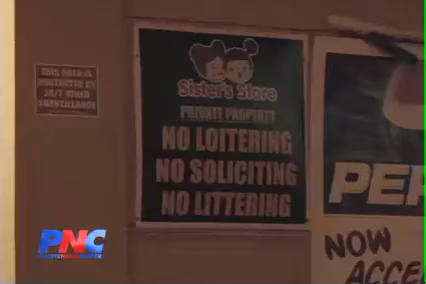 THIS AREA IS
PROTECTED BY
24/7 VIDEO
SURVEILLANCE
Sister's Store
PRIVATE PROPERTY
NO LOITERING
NO SOLICITING
NO LITTERING
PEP
NOW
ACCE
PNC